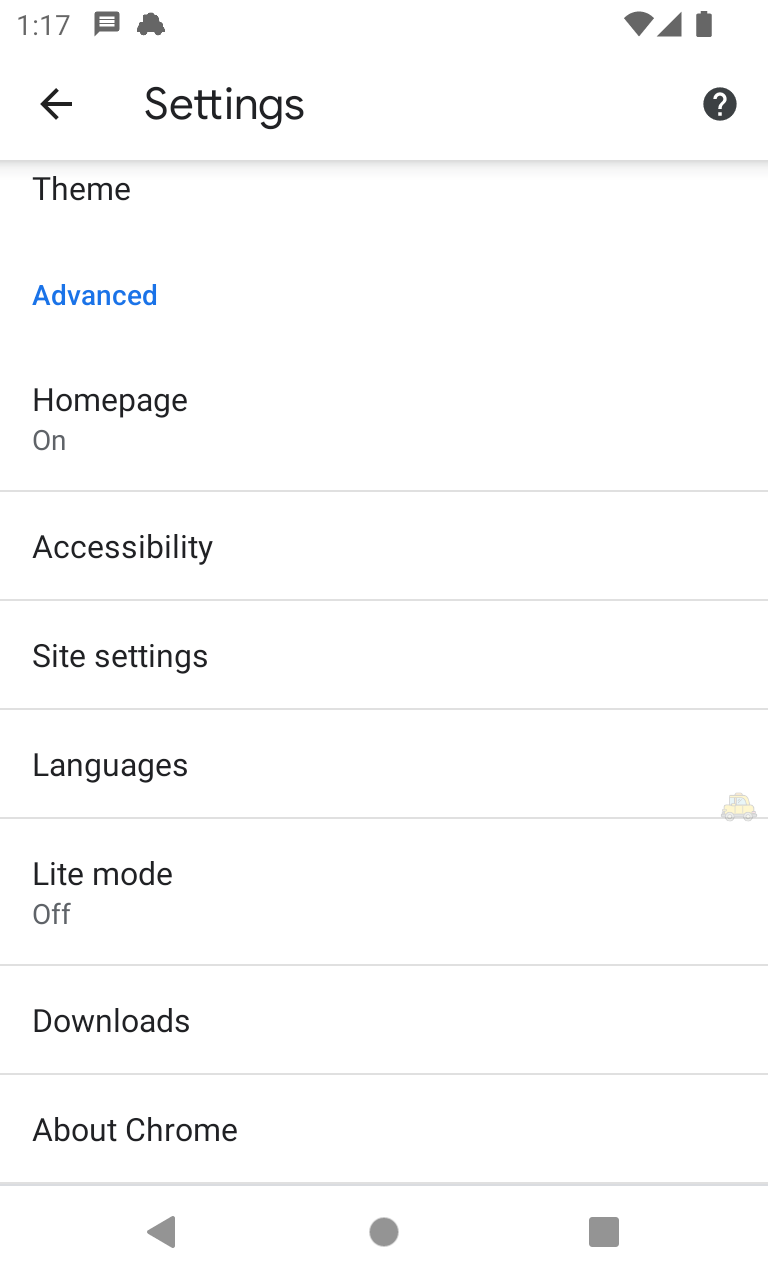 1:17
Settings
Theme
Advanced
Homepage
On
Accessibility
Site settings
Languages
Lite mode
Off
Downloads
About Chrome